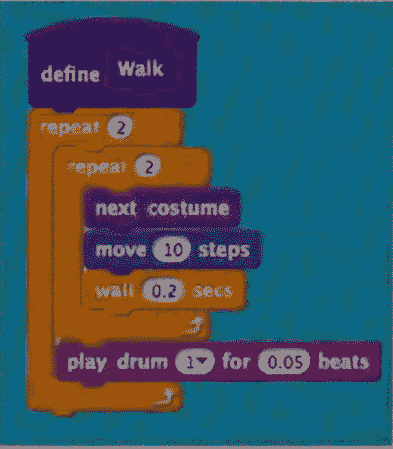 define Walk
repeat 2
repeat 2
next costume
move 10 steps
wait 0.2 secs
play drum 1 for 0.05 beats